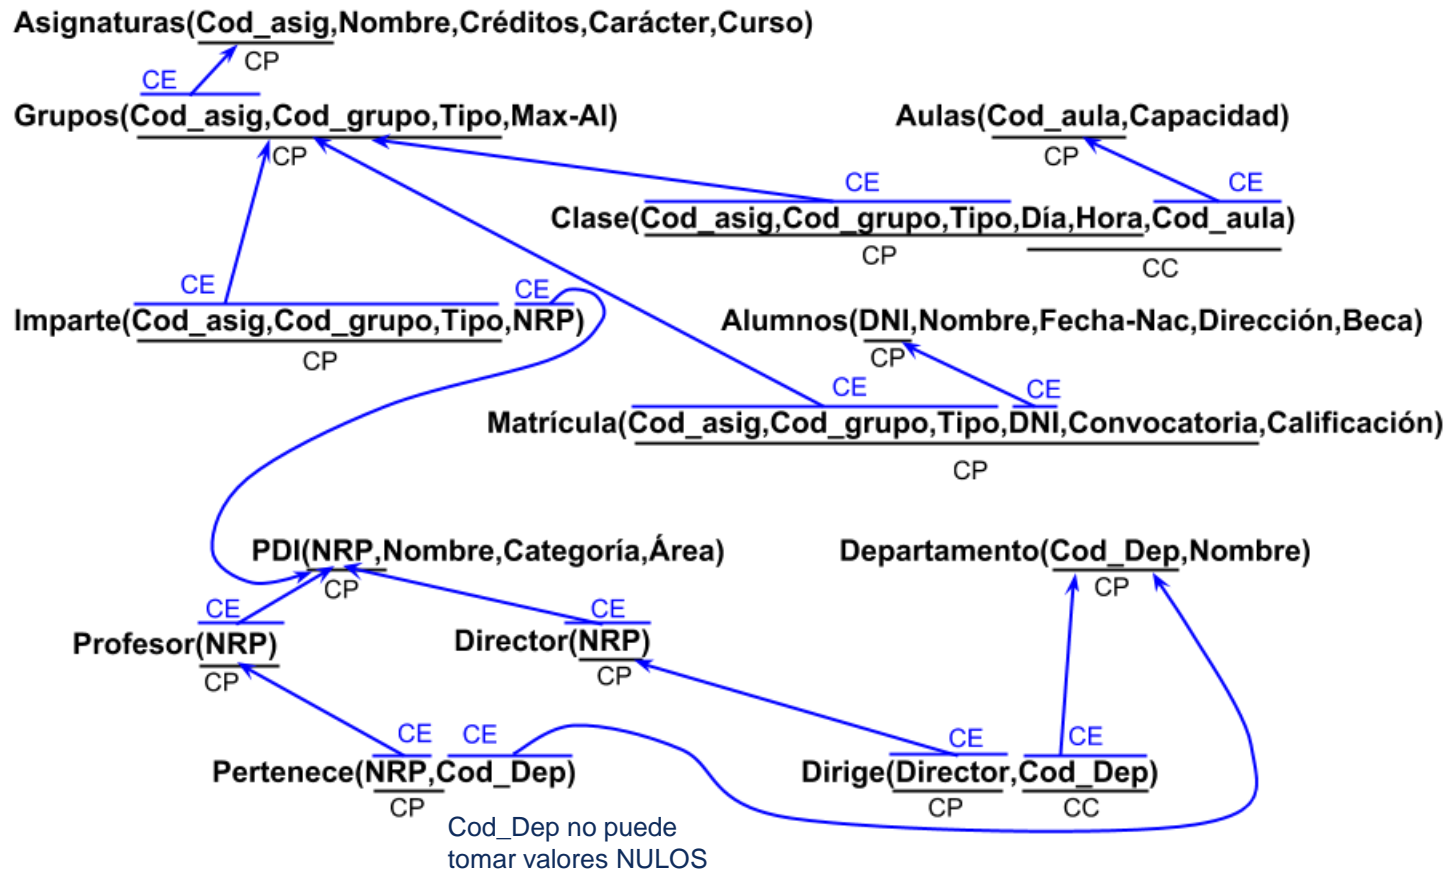 Asignaturas(Cod_asig,Nombre,Créditos,Carácter,Curso)
CP
CE
Grupos(Cod_asig,Cod_grupo,Tipo,Max-Al)
CP
Aulas(Cod_aula,Capacidad)
CP
CE
CE
Clase(Cod_asig,Cod_grupo,Tipo,Día,Hora,Cod_aula)
CP
CC
CE
CE
Imparte(Cod_asig,Cod_grupo,Tipo,NRP)
CP
Alumnos(DNI,Nombre,Fecha-Nac,Dirección,Beca)
CP
CE
CE
Matrícula(Cod_asig,Cod_grupo,Tipo,DNI,Convocatoria,Calificación)
CP
PDI(NRP,Nombre,Categoría,Área)
CP
Departamento(Cod_Dep,Nombre)
CP
CE
Profesor(NRP)
CP
CE
Director(NRP)
CP
CE
CE
Pertenece(NRP,Cod_Dep)
CP
Cod_Dep no puede
tomar valores NULOS
CE
CE
Dirige(Director,Cod_Dep)
CP
CC